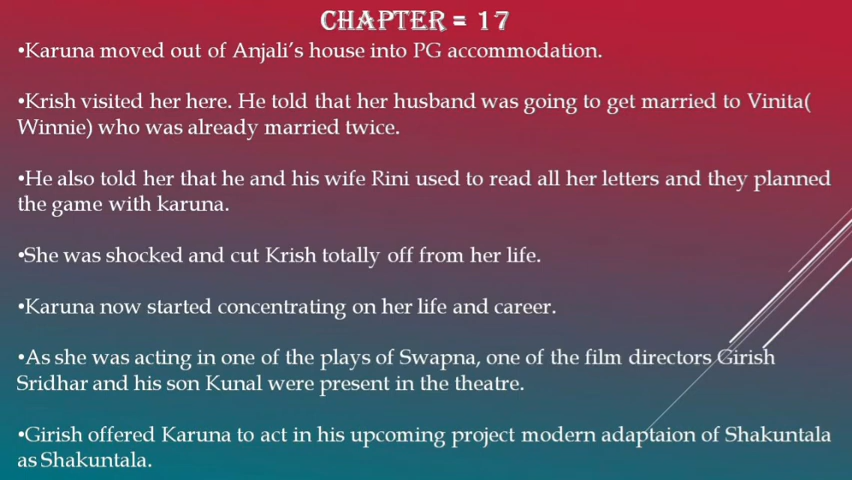 CHAPTER = 17
•Karuna moved out of Anjali's house into PG accommodation.
•Krish visited her here. He told that her husband was going to get married to Vinita(
Winnie) who was already married twice.
•He also told her that he and his wife Rini used to read all her letters and they planned
the game with karuna.
•She was shocked and cut Krish totally off from her life.
•Karuna now started concentrating on her life and career.
•As she was acting in one of the plays of Swapna, one of the film directors Girish
Sridhar and his son Kunal were present in the theatre.
•Girish offered Karuna to act in his upcoming project modern adaptaion of Shakuntala
as Shakuntala.